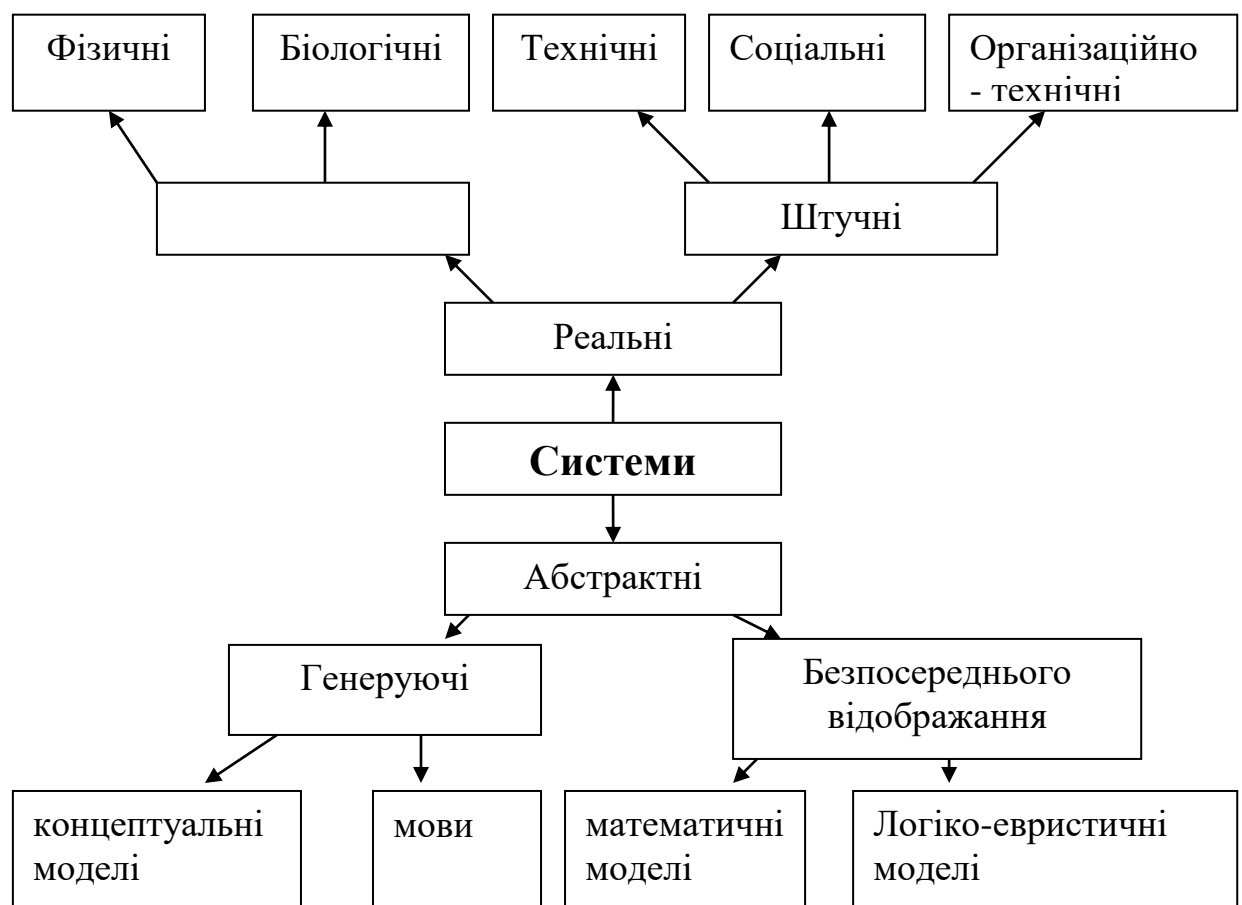 Фізичні
Біологічні
Технічні
Соціальні
Організаційно
- технічні
Штучні
Реальні
Системи
Абстрактні
Генеруючі
Безпосереднього
відображання
концептуальні
моделі
мови
математичні
моделі
Логіко-евристичні
моделі